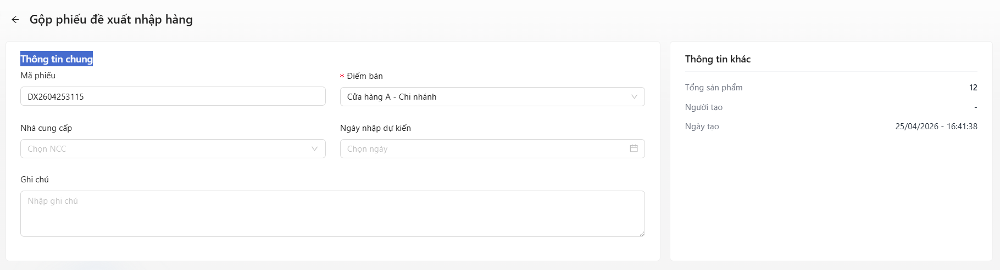 Gộp phiếu đề xuất nhập hàng
Thông tin chung
Mã phiếu
DX2604253115
* Điểm bán
Cửa hàng A - Chi nhánh
Nhà cung cấp
Chọn NCC
Ngày nhập dự kiến
Chọn ngày
Ghi chú
Nhập ghi chú
Thông tin khác
Tổng sản phẩm 12
Người tạo -
Ngày tạo 25/04/2026 - 16:41:38